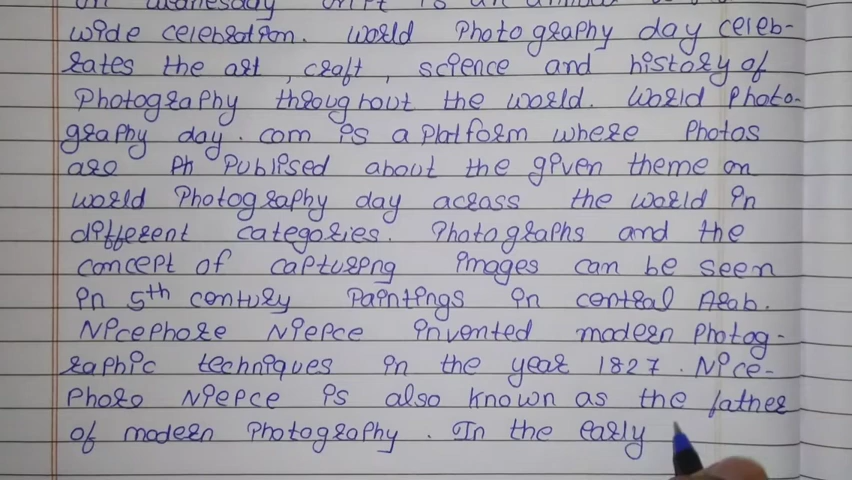 on wednesday
wide celebration. World Photography day celeb-
rates the art, craft, science and history of
Photography throughout the world. World Photo-
graphy day.com is a platform where Photos
are Ph Publised about the given theme on
world Photography day across the world in
different categories. Photographs and the
concept of capturing images can be seen
in 5th century Paintings in central Arab.
Nicephore Niepce invented modern Photog-
raphic techniques in the year 1827. Nice-
phore Niepce is also known as the father
of modern Photography. In the early